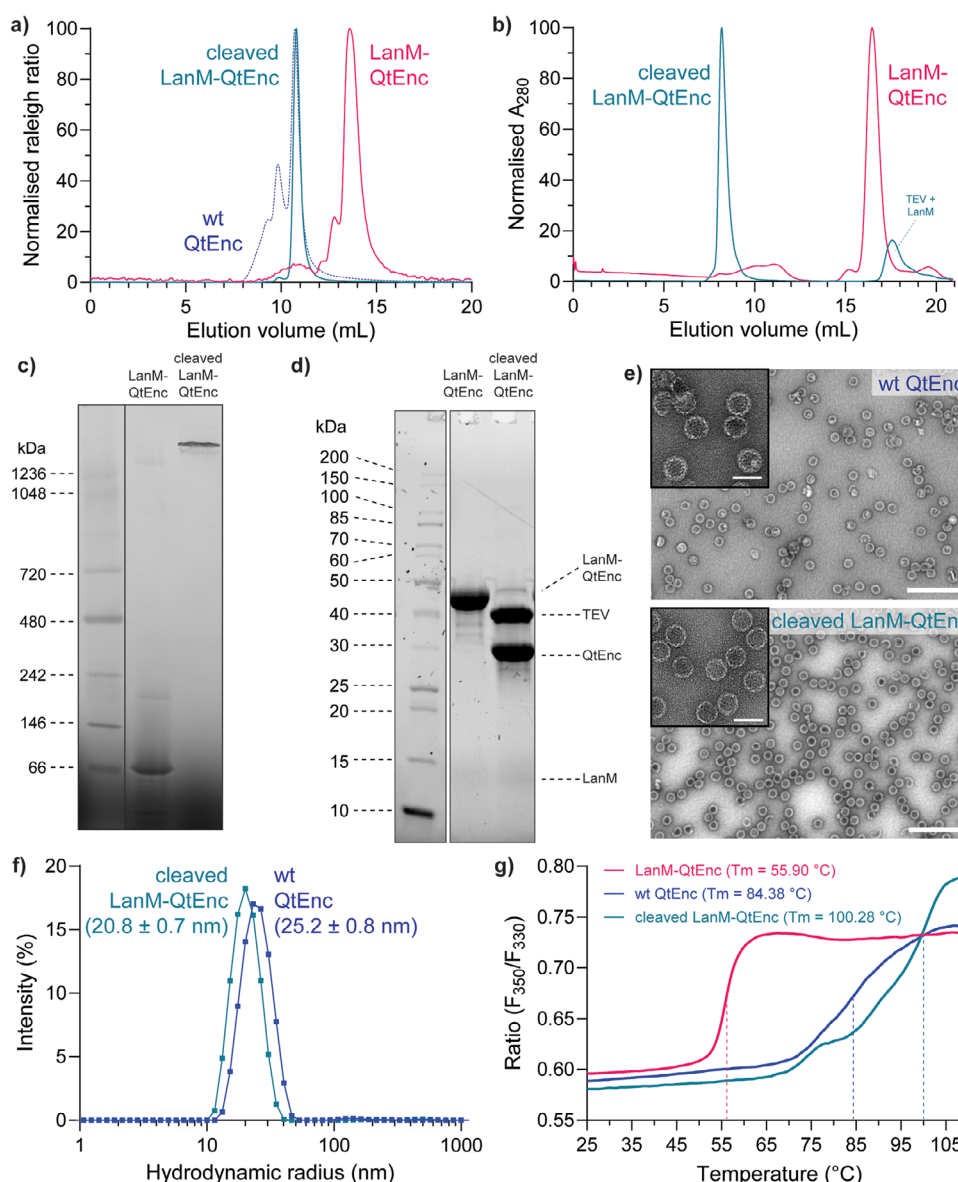 a)
100
80
60
40
20
0
Normalised raleigh ratio
cleaved
LanM-QtEnc
LanM-
QtEnc
wt
QtEnc
0
5
10
15
20
Elution volume (mL)
b)
100
80
60
40
20
0
Normalised A280
cleaved
LanM-QtEnc
LanM-
QtEnc
TEV +
LanM
0
5
10
15
20
Elution volume (mL)
c)
LanM-
QtEnc
cleaved
LanM-
QtEnc
kDa
1236
1048
720
480
242
146
66
d)
LanM-
QtEnc
cleaved
LanM-
QtEnc
kDa
200
150
100
85
70
60
50
40
30
25
20
15
10
LanM-
QtEnc
TEV
QtEnc
LanM
e)
wt QtEnc
cleaved LanM-QtEn
f)
20
15
10
5
0
Intensity (%)
cleaved
LanM-QtEnc
(20.8 ± 0.7 nm)
wt
QtEnc
(25.2 ± 0.8 nm)
1
10
100
1000
Hydrodynamic radius (nm)
g)
0.80
0.75
0.70
0.65
0.60
0.55
Ratio (F350/F330)
LanM-QtEnc (Tm = 55.90 °C)
wt QtEnc (Tm = 84.38 °C)
cleaved LanM-QtEnc (Tm = 100.28 °C)
25
35
45
55
65
75
85
95
105
Temperature (°C)